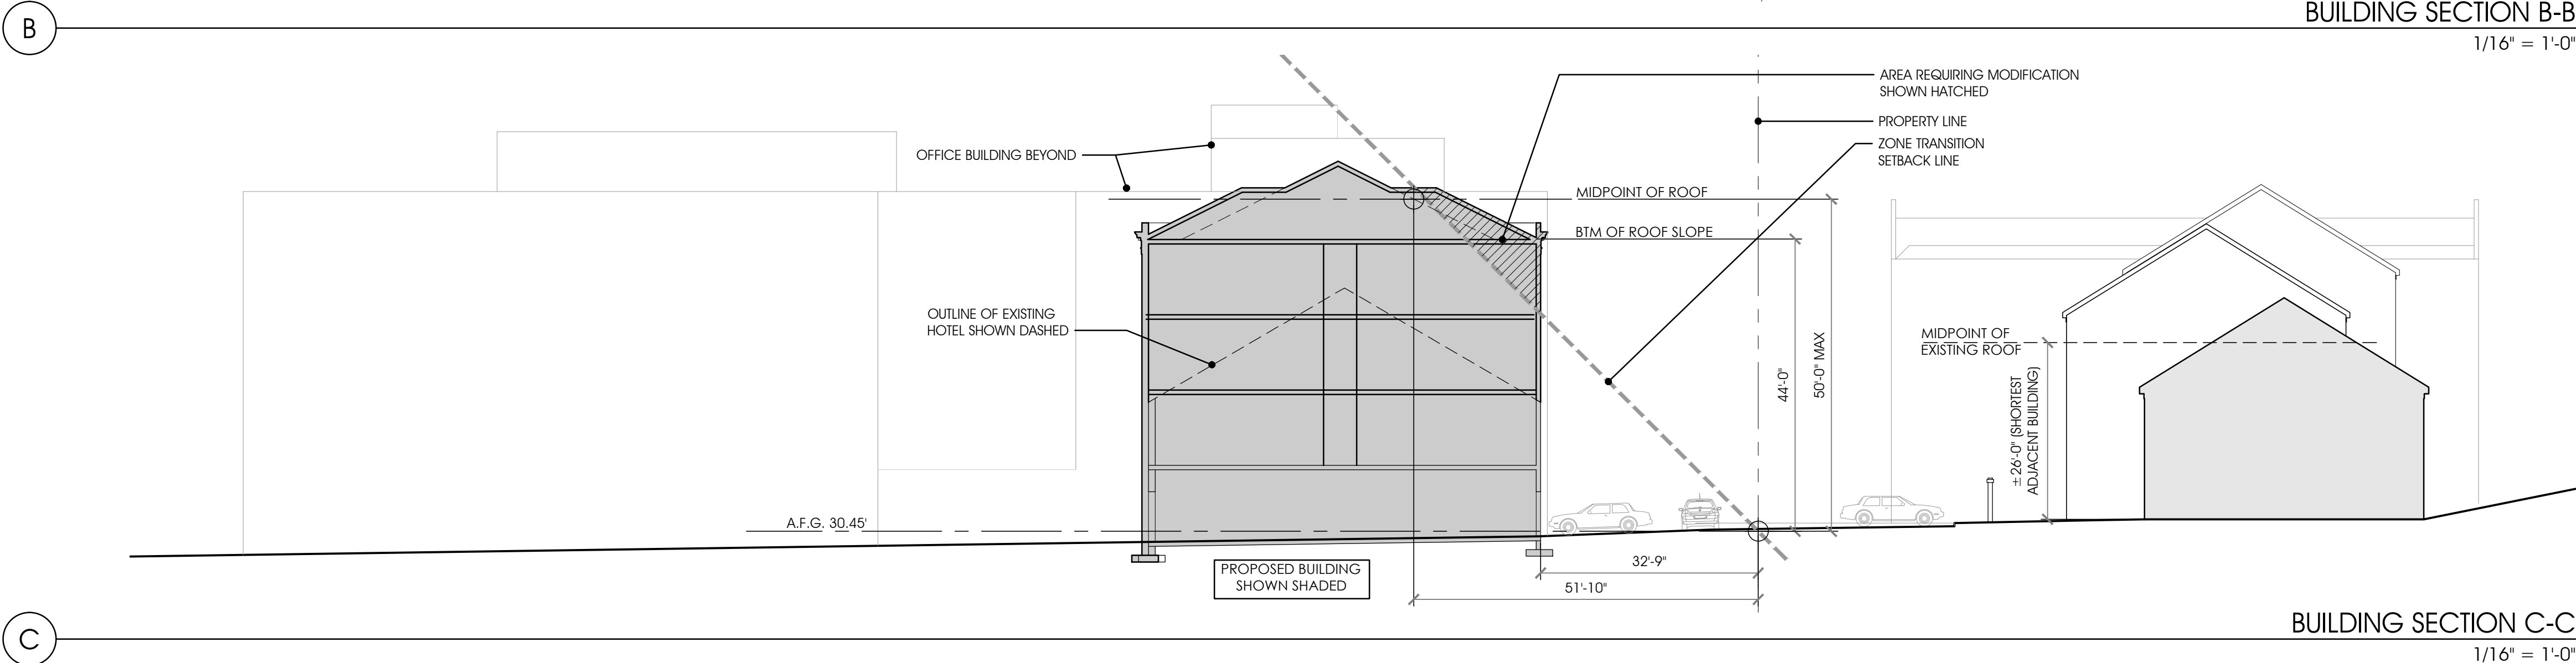 B
BUILDING SECTION B-B
1/16" = 1'-0"
AREA REQUIRING MODIFICATION
SHOWN HATCHED
PROPERTY LINE
ZONE TRANSITION
SETBACK LINE
OFFICE BUILDING BEYOND
MIDPOINT OF ROOF
BTM OF ROOF SLOPE
OUTLINE OF EXISTING
HOTEL SHOWN DASHED
MIDPOINT OF
EXISTING ROOF
44'-0"
50'-0" MAX
±26'-0" (SHORTEST
ADJACENT BUILDING)
A.F.G. 30.45'
PROPOSED BUILDING
SHOWN SHADED
32'-9"
51'-10"
C
BUILDING SECTION C-C
1/16" = 1'-0"